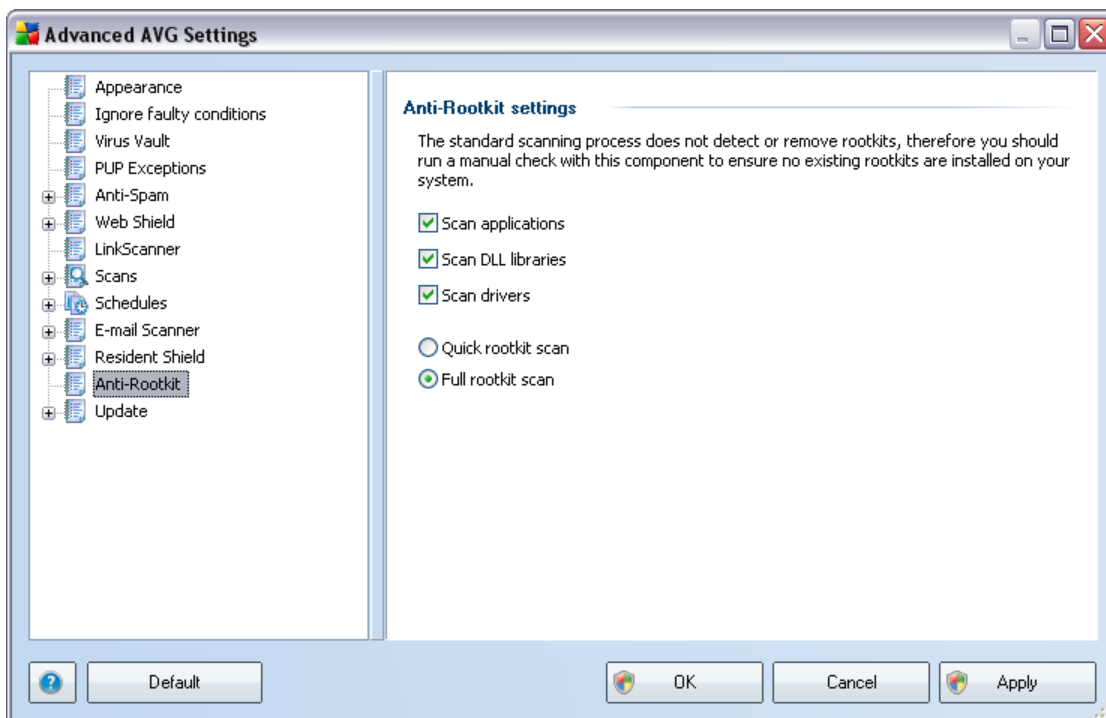 Advanced AVG Settings
Appearance
Ignore faulty conditions
Virus Vault
PUP Exceptions
Anti-Spam
Web Shield
LinkScanner
Scans
Schedules
E-mail Scanner
Resident Shield
Anti-Rootkit
Update
Anti-Rootkit settings
The standard scanning process does not detect or remove rootkits, therefore you should
run a manual check with this component to ensure no existing rootkits are installed on your
system.
Scan applications
Scan DLL libraries
Scan drivers
Quick rootkit scan
Full rootkit scan
?
Default
OK
Cancel
Apply